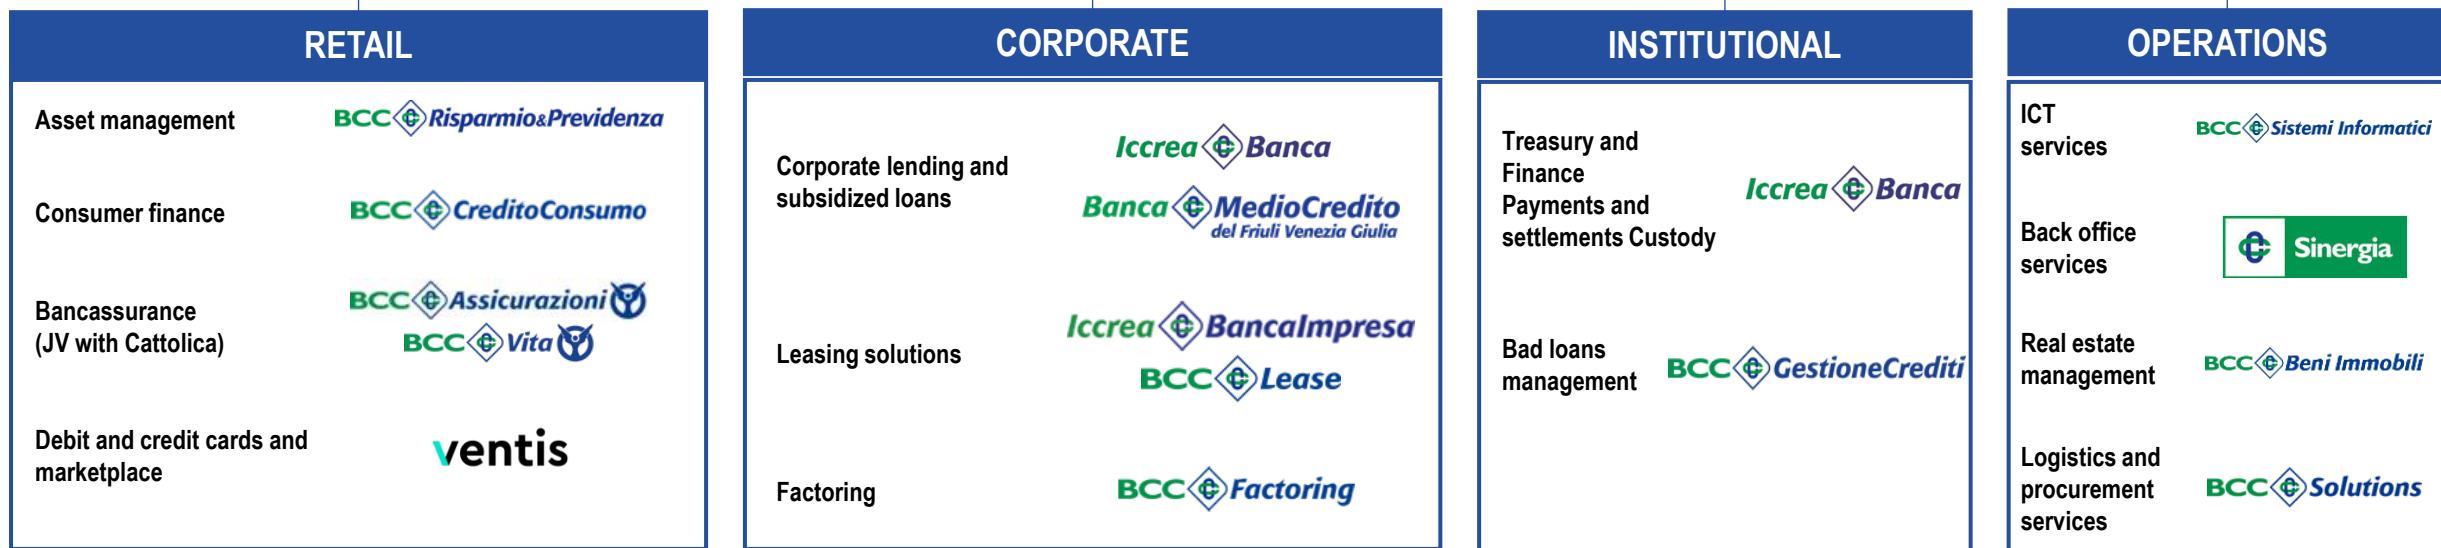 RETAIL
Asset management
BCC Risparmio&Previdenza
Consumer finance
BCC CreditoConsumo
Bancassurance
(JV with Cattolica)
BCC Assicurazioni
BCC Vita
Debit and credit cards and
marketplace
ventis
CORPORATE
Corporate lending and
subsidized loans
Iccrea Banca
Banca MedioCredito
del Friuli Venezia Giulia
Leasing solutions
Iccrea BancaImpresa
BCC Lease
Factoring
BCC Factoring
INSTITUTIONAL
Treasury and
Finance
Payments and
settlements Custody
Iccrea Banca
Bad loans
management
BCC GestioneCrediti
OPERATIONS
ICT
services
BCC Sistemi Informatici
Back office
services
Sinergia
Real estate
management
BCC Beni Immobili
Logistics and
procurement
services
BCC Solutions